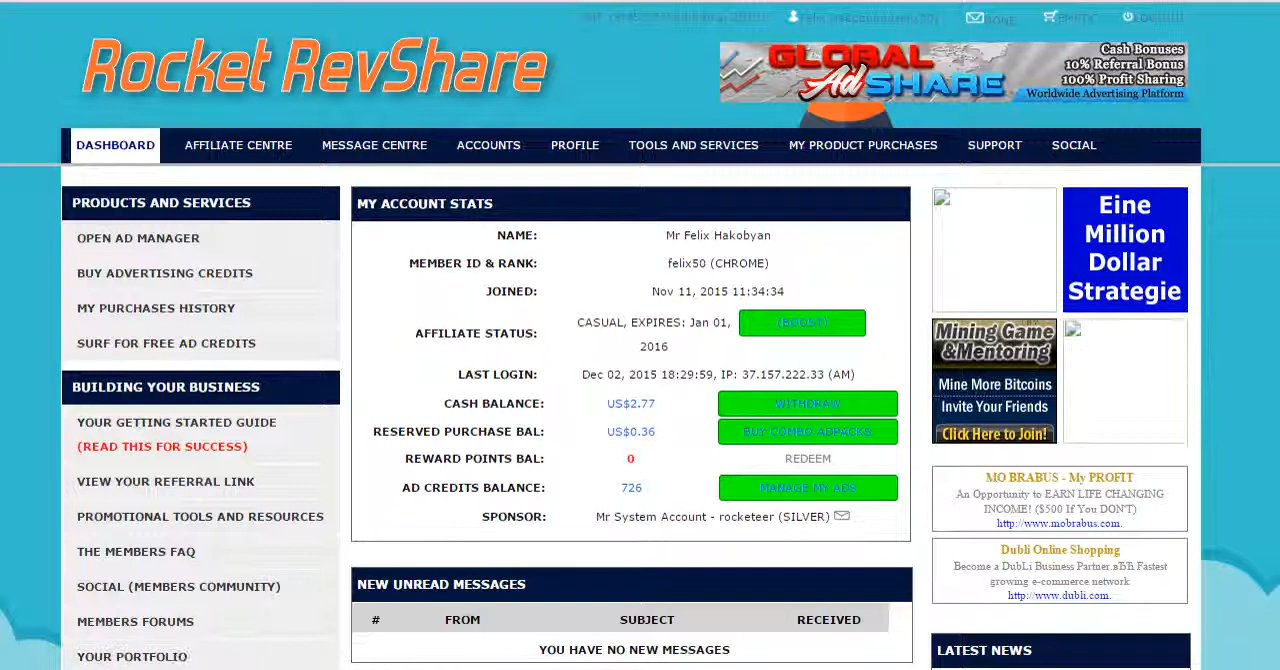 Rocket RevShare
GLOBAL
Ad SHARE
Cash Bonuses
10% Referral Bonus
100% Profit Sharing
Worldwide Advertising Platform
DASHBOARD AFFILIATE CENTRE MESSAGE CENTRE ACCOUNTS PROFILE TOOLS AND SERVICES MY PRODUCT PURCHASES SUPPORT SOCIAL
PRODUCTS AND SERVICES
OPEN AD MANAGER
BUY ADVERTISING CREDITS
MY PURCHASES HISTORY
SURF FOR FREE AD CREDITS
BUILDING YOUR BUSINESS
YOUR GETTING STARTED GUIDE
(READ THIS FOR SUCCESS)
VIEW YOUR REFERRAL LINK
PROMOTIONAL TOOLS AND RESOURCES
THE MEMBERS FAQ
SOCIAL (MEMBERS COMMUNITY)
MEMBERS FORUMS
YOUR PORTFOLIO
MY ACCOUNT STATS
NAME: Mr Felix Hakobyan
MEMBER ID & RANK: felix50 (CHROME)
JOINED: Nov 11, 2015 11:34:34
AFFILIATE STATUS: CASUAL, EXPIRES: Jan 01, (BOOST)
2016
LAST LOGIN: Dec 02, 2015 18:29:59, IP: 37.157.222.33 (AM)
CASH BALANCE: US$2.77 WITHDRAW
RESERVED PURCHASE BAL: US$0.36 BUY COMBO ADPACKS
REWARD POINTS BAL: 0 REDEEM
AD CREDITS BALANCE: 726 MANAGE MY ADS
SPONSOR: Mr System Account - rocketeer (SILVER)
NEW UNREAD MESSAGES
# FROM SUBJECT RECEIVED
YOU HAVE NO NEW MESSAGES
Eine
Million
Dollar
Strategie
Mining Game
&Mentoring
Mine More Bitcoins
Invite Your Friends
Click Here to Join!
MO BRABUS - My PROFIT
An Opportunity to EARN LIFE CHANGING
INCOME! ($500 If You DON'T)
http://www.mobrabus.com.
Dubli Online Shopping
Become a DubLi Business Partner.вЂЋ Fastest
growing e-commerce network
http://www.dubli.com.
LATEST NEWS